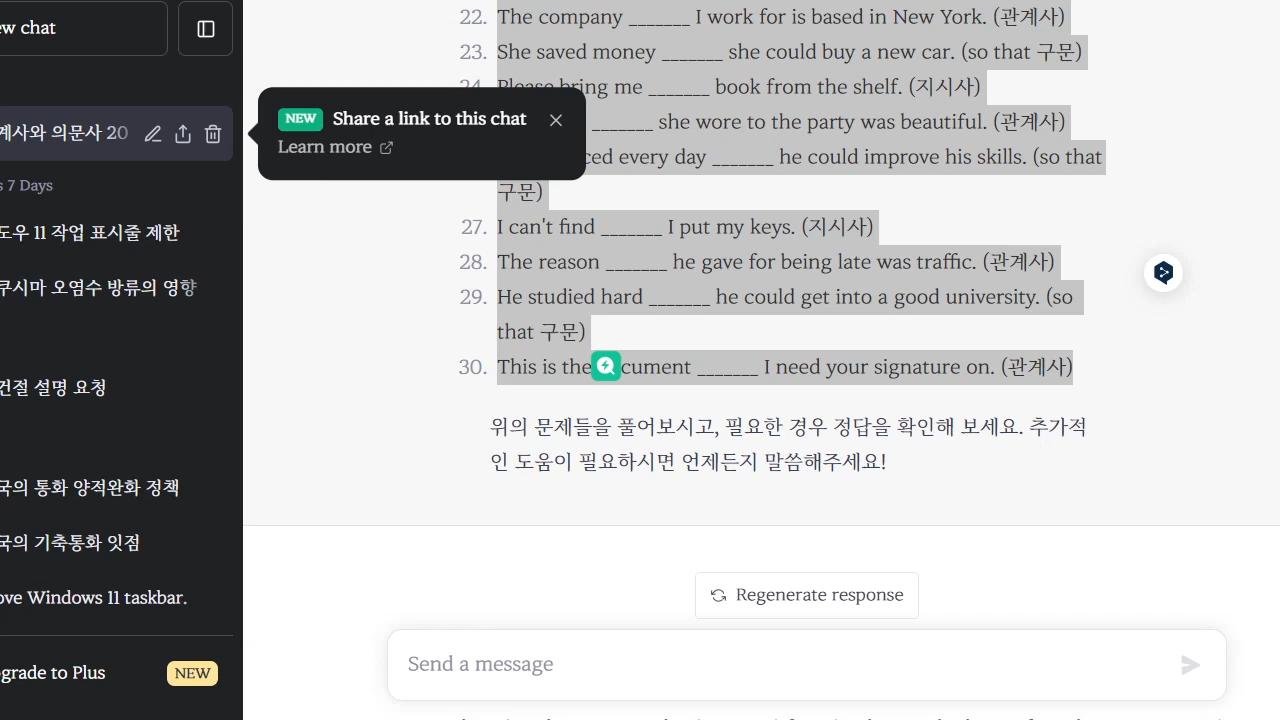 ew chat
계사와 의문사 20
s 7 Days
도우 11 작업 표시줄 제한
쿠시마 오염수 방류의 영향
건절 설명 요청
국의 통화 양적완화 정책
국의 기축통화 잇점
ove Windows 11 taskbar.
grade to Plus
NEW
NEW Share a link to this chat
Learn more
22. The company _______ I work for is based in New York. (관계사)
23. She saved money _______ she could buy a new car. (so that 구문)
24. Please bring me _______ book from the shelf. (지시사)
_______ she wore to the party was beautiful. (관계사)
ced every day _______ he could improve his skills. (so that
구문)
27. I can't find _______ I put my keys. (지시사)
28. The reason _______ he gave for being late was traffic. (관계사)
29. He studied hard _______ he could get into a good university. (so
that 구문)
30. This is the cument _______ I need your signature on. (관계사)
위의 문제들을 풀어보시고, 필요한 경우 정답을 확인해 보세요. 추가적
인 도움이 필요하시면 언제든지 말씀해주세요!
Regenerate response
Send a message